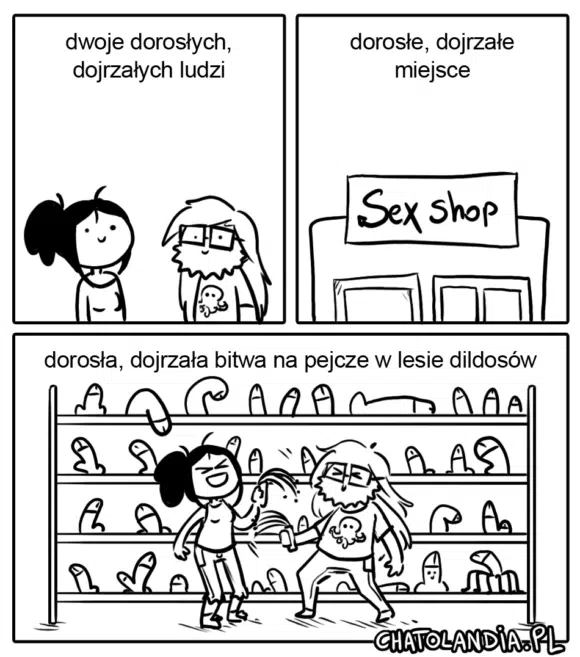 dwoje dorosłych,
dojrzałych ludzi
dorosłe, dojrzałe
miejsce
Sex shop
dorosła, dojrzała bitwa na pejcze w lesie dildosów
CHATOLANDIA.PL